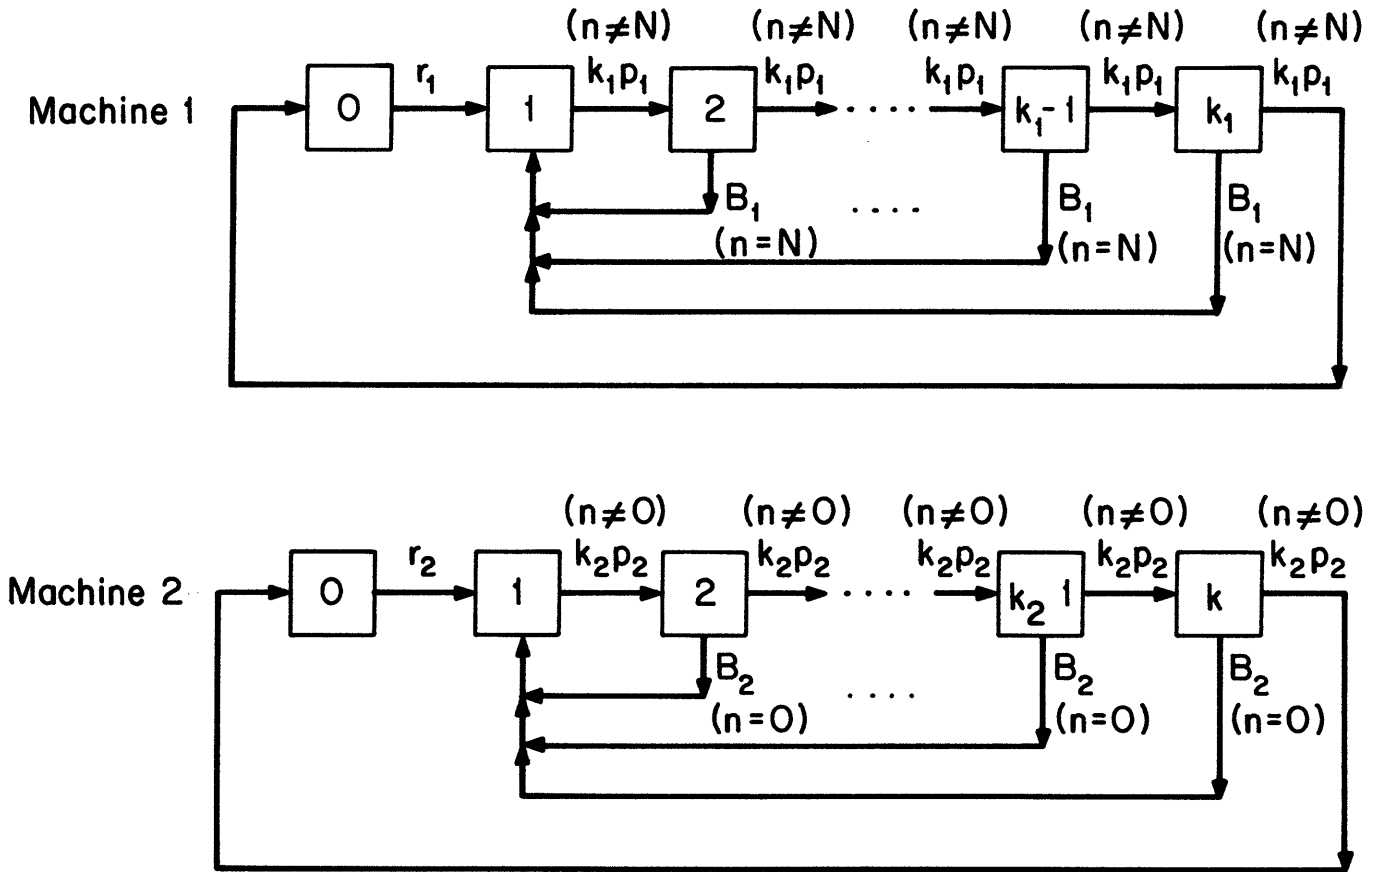 (n≠N) (n≠N) (n≠N) (n≠N) (n≠N)
r₁ k₁p₁ k₁p₁ k₁p₁ k₁p₁ k₁p₁
Machine 1 0 1 2 . . . . . k₁-1 k₁
B₁ . . . . B₁ B₁
(n=N) (n=N) (n=N)
(n≠0) (n≠0) (n≠0) (n≠0) (n≠0)
r₂ k₂p₂ k₂p₂ k₂p₂ k₂p₂ k₂p₂
Machine 2 0 1 2 . . . . . k₂ 1 k
B₂ . . . . B₂ B₂
(n=0) (n=0) (n=0)